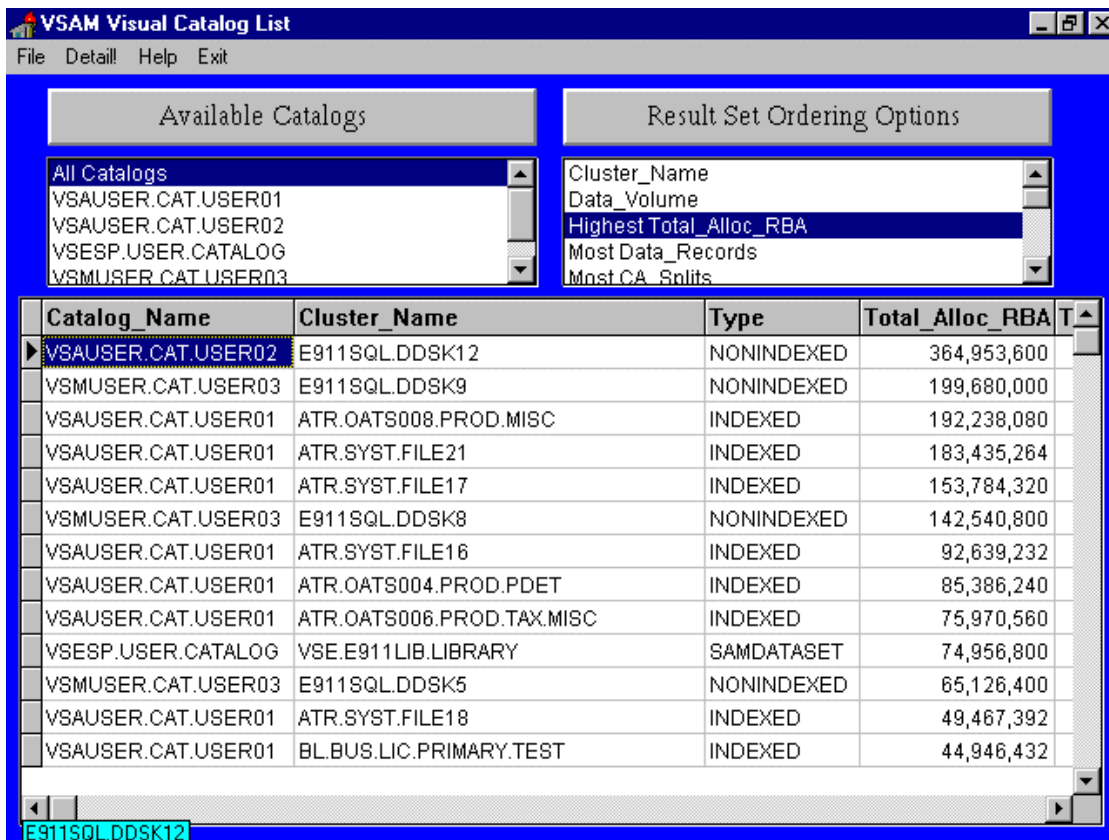 VSAM Visual Catalog List
File Detail! Help Exit
Available Catalogs
Result Set Ordering Options
All Catalogs
VSAUSER.CAT.USER01
VSAUSER.CAT.USER02
VSESP.USER.CATALOG
VSMUSER.CAT.USER03
Cluster_Name
Data_Volume
Highest Total_Alloc_RBA
Most Data_Records
Most CA_Splits
Catalog_Name Cluster_Name Type Total_Alloc_RBA T
VSAUSER.CAT.USER02 E911SQL.DDSK12 NONINDEXED 364,953,600
VSMUSER.CAT.USER03 E911SQL.DDSK9 NONINDEXED 199,680,000
VSAUSER.CAT.USER01 ATR.OATS008.PROD.MISC INDEXED 192,238,080
VSAUSER.CAT.USER01 ATR.SYST.FILE21 INDEXED 183,435,264
VSAUSER.CAT.USER01 ATR.SYST.FILE17 INDEXED 153,784,320
VSMUSER.CAT.USER03 E911SQL.DDSK8 NONINDEXED 142,540,800
VSAUSER.CAT.USER01 ATR.SYST.FILE16 INDEXED 92,639,232
VSAUSER.CAT.USER01 ATR.OATS004.PROD.PDET INDEXED 85,386,240
VSAUSER.CAT.USER01 ATR.OATS006.PROD.TAX.MISC INDEXED 75,970,560
VSESP.USER.CATALOG VSE.E911LIB.LIBRARY SAMDATASET 74,956,800
VSMUSER.CAT.USER03 E911SQL.DDSK5 NONINDEXED 65,126,400
VSAUSER.CAT.USER01 ATR.SYST.FILE18 INDEXED 49,467,392
VSAUSER.CAT.USER01 BL.BUS.LIC.PRIMARY.TEST INDEXED 44,946,432
E911SQL.DDSK12